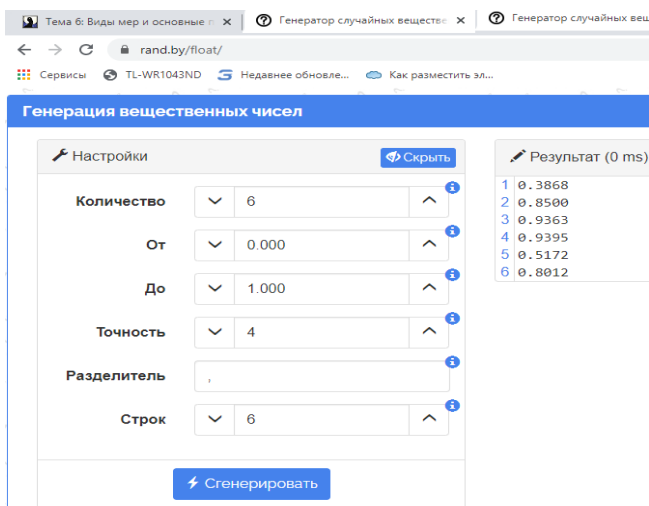 Тема 6: Виды мер и основные п
Генератор случайных веществе
Генератор случайных вещ
rand.by/float/
Сервисы TL-WR1043ND Недавнее обновле... Как разместить эл...
Генерация вещественных чисел
Настройки
Скрыть
Количество 6
От 0.000
До 1.000
Точность 4
Разделитель ,
Строк 6
Сгенерировать
Результат (0 ms)
1 0.3868
2 0.8500
3 0.9363
4 0.9395
5 0.5172
6 0.8012